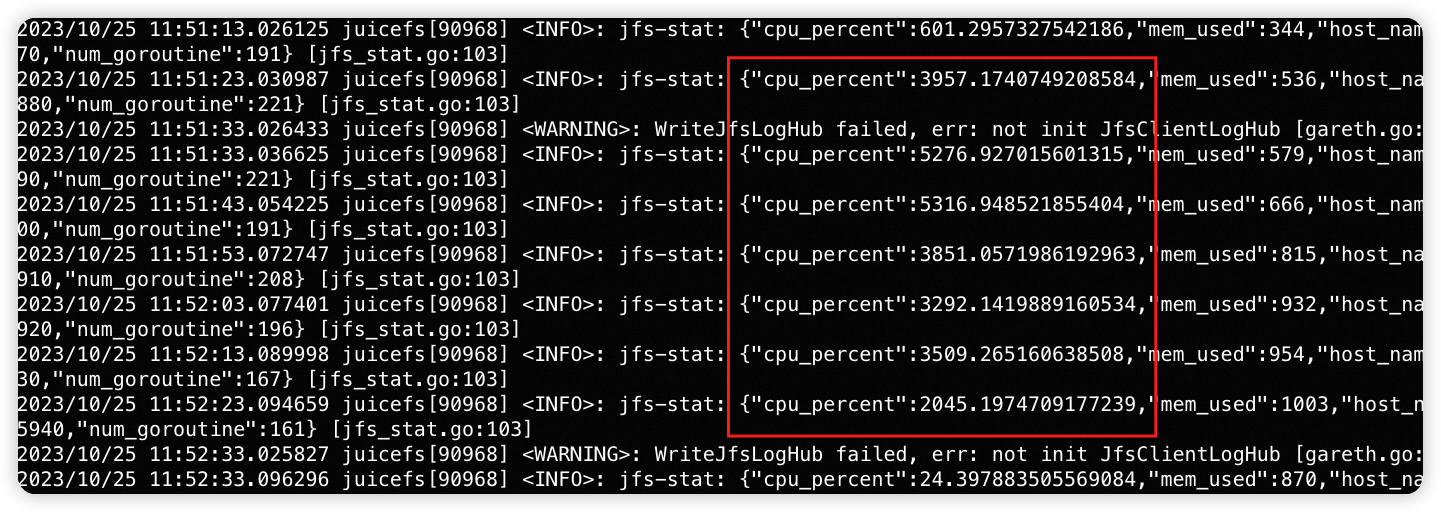 2023/10/25 11:51:13.026125 juicefs[90968] <INFO>: jfs-stat: {"cpu_percent":601.2957327542186,"mem_used":344,"host_nam
70,"num_goroutine":191} [jfs_stat.go:103]
2023/10/25 11:51:23.030987 juicefs[90968] <INFO>: jfs-stat: {"cpu_percent":3957.1740749208584,"mem_used":536,"host_na
880,"num_goroutine":221} [jfs_stat.go:103]
2023/10/25 11:51:33.026433 juicefs[90968] <WARNING>: WriteJfsLogHub failed, err: not init JfsClientLogHub [gareth.go:
2023/10/25 11:51:33.036625 juicefs[90968] <INFO>: jfs-stat: {"cpu_percent":5276.927015601315,"mem_used":579,"host_nam
90,"num_goroutine":221} [jfs_stat.go:103]
2023/10/25 11:51:43.054225 juicefs[90968] <INFO>: jfs-stat: {"cpu_percent":5316.948521855404,"mem_used":666,"host_nam
00,"num_goroutine":191} [jfs_stat.go:103]
2023/10/25 11:51:53.072747 juicefs[90968] <INFO>: jfs-stat: {"cpu_percent":3851.0571986192963,"mem_used":815,"host_na
910,"num_goroutine":208} [jfs_stat.go:103]
2023/10/25 11:52:03.077401 juicefs[90968] <INFO>: jfs-stat: {"cpu_percent":3292.1419889160534,"mem_used":932,"host_na
920,"num_goroutine":196} [jfs_stat.go:103]
2023/10/25 11:52:13.089998 juicefs[90968] <INFO>: jfs-stat: {"cpu_percent":3509.265160638508,"mem_used":954,"host_nam
30,"num_goroutine":167} [jfs_stat.go:103]
2023/10/25 11:52:23.094659 juicefs[90968] <INFO>: jfs-stat: {"cpu_percent":2045.1974709177239,"mem_used":1003,"host_n
5940,"num_goroutine":161} [jfs_stat.go:103]
2023/10/25 11:52:33.025827 juicefs[90968] <WARNING>: WriteJfsLogHub failed, err: not init JfsClientLogHub [gareth.go:
2023/10/25 11:52:33.096296 juicefs[90968] <INFO>: jfs-stat: {"cpu_percent":24.397883505569084,"mem_used":870,"host_na